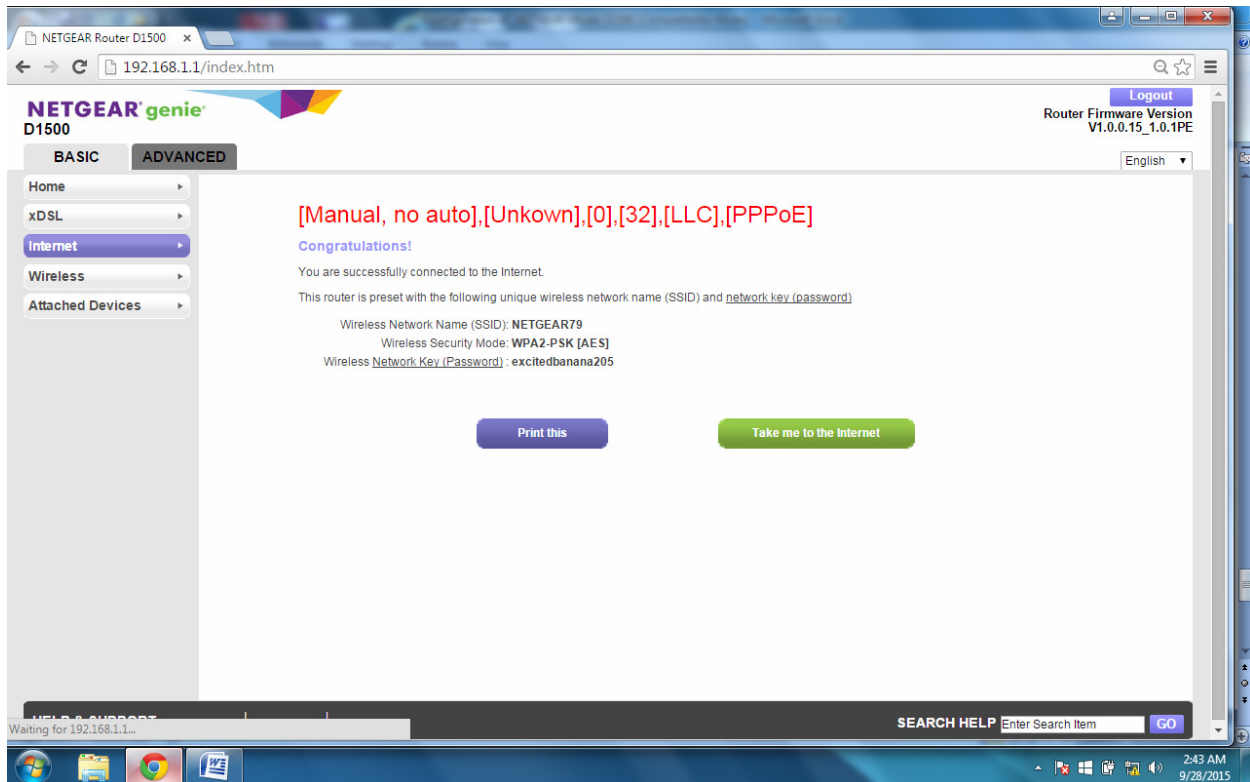 NETGEAR Router D1500
192.168.1.1/index.htm
NETGEAR® genie®
D1500
Logout
Router Firmware Version
V1.0.0.15_1.0.1PE
BASIC ADVANCED
English
Home
xDSL
Internet
Wireless
Attached Devices
[Manual, no auto],[Unkown],[0],[32],[LLC],[PPPoE]
Congratulations!
You are successfully connected to the Internet.
This router is preset with the following unique wireless network name (SSID) and network key (password)
Wireless Network Name (SSID): NETGEAR79
Wireless Security Mode: WPA2-PSK [AES]
Wireless Network Key (Password) : excitedbanana205
Print this Take me to the Internet
HELP & SUPPORT
SEARCH HELP Enter Search Item GO
Waiting for 192.168.1.1...
2:43 AM
9/28/2015